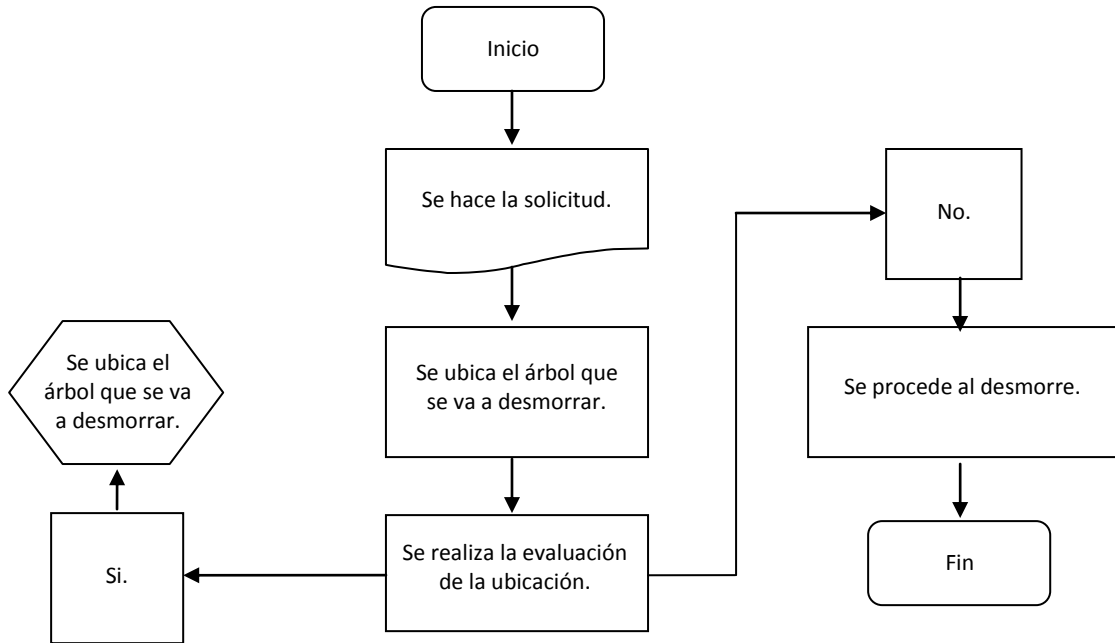 Inicio
Se hace la solicitud.
No.
Se ubica el
árbol que se va
a desmorrar.
Se ubica el árbol que
se va a desmorrar.
Se procede al desmorre.
Si.
Se realiza la evaluación
de la ubicación.
Fin